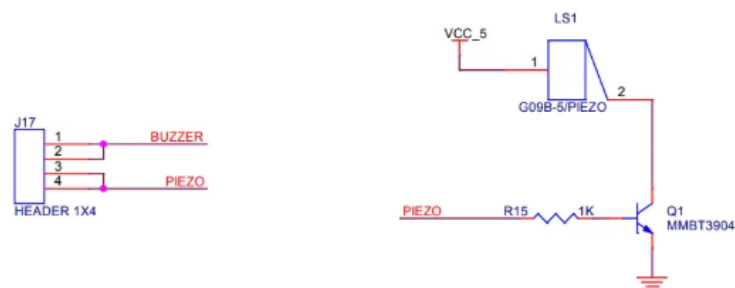 LS1
VCC_5
1
2
G09B-5/PIEZO
J17
1
BUZZER
2
3
4
PIEZO
HEADER 1X4
PIEZO
R15
1K
Q1
MMBT3904